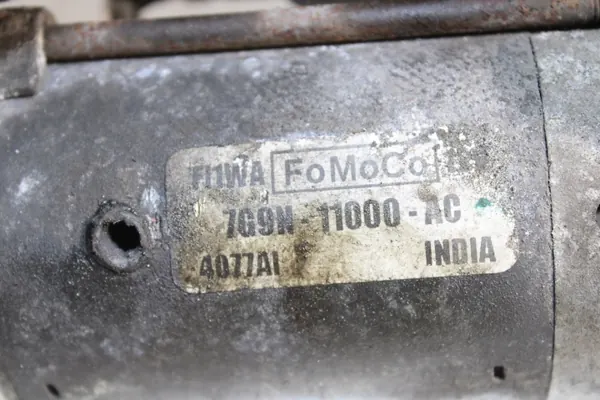 FI1WA FoMoCo
7G9N-11000-AC
4077AI INDIA